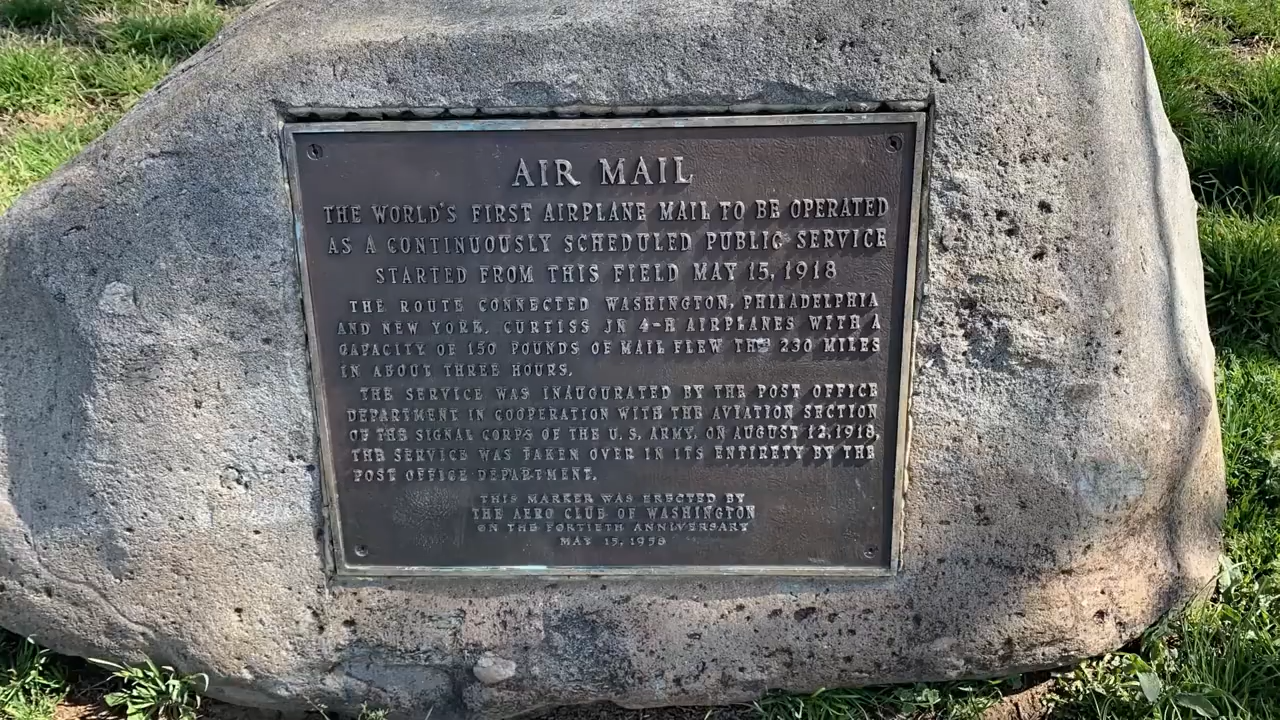 AIR MAIL
THE WORLD'S FIRST AIRPLANE MAIL TO BE OPERATED
AS A CONTINUOUSLY SCHEDULED PUBLIC SERVICE
STARTED FROM THIS FIELD MAY 15, 1918
THE ROUTE CONNECTED WASHINGTON, PHILADELPHIA
AND NEW YORK. CURTISS JN 4-H AIRPLANES WITH A
CAPACITY OF 150 POUNDS OF MAIL FLEW THE 230 MILES
IN ABOUT THREE HOURS.
THE SERVICE WAS INAUGURATED BY THE POST OFFICE
DEPARTMENT IN COOPERATION WITH THE AVIATION SECTION
OF THE SIGNAL CORPS OF THE U.S. ARMY. ON AUGUST 12, 1918,
THE SERVICE WAS TAKEN OVER IN ITS ENTIRETY BY THE
POST OFFICE DEPARTMENT.
THIS MARKER WAS ERECTED BY
THE AERO CLUB OF WASHINGTON
ON THE FORTIETH ANNIVERSARY
MAY 15, 1958